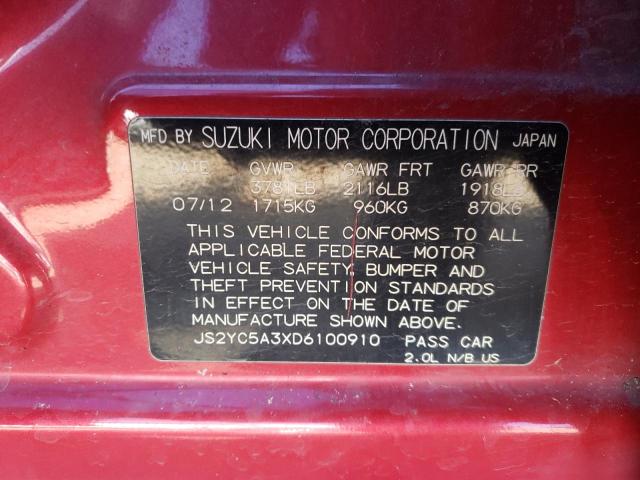 MFD BY SUZUKI MOTOR CORPORATION JAPAN
DATE GVWR GAWR FRT GAWR RR
3781LB 2116LB 1918LB
07/12 1715KG 960KG 870KG
THIS VEHICLE CONFORMS TO ALL
APPLICABLE FEDERAL MOTOR
VEHICLE SAFETY, BUMPER AND
THEFT PREVENTION STANDARDS
IN EFFECT ON THE DATE OF
MANUFACTURE SHOWN ABOVE.
JS2YC5A3XD6100910 PASS CAR
2.0L N/B US